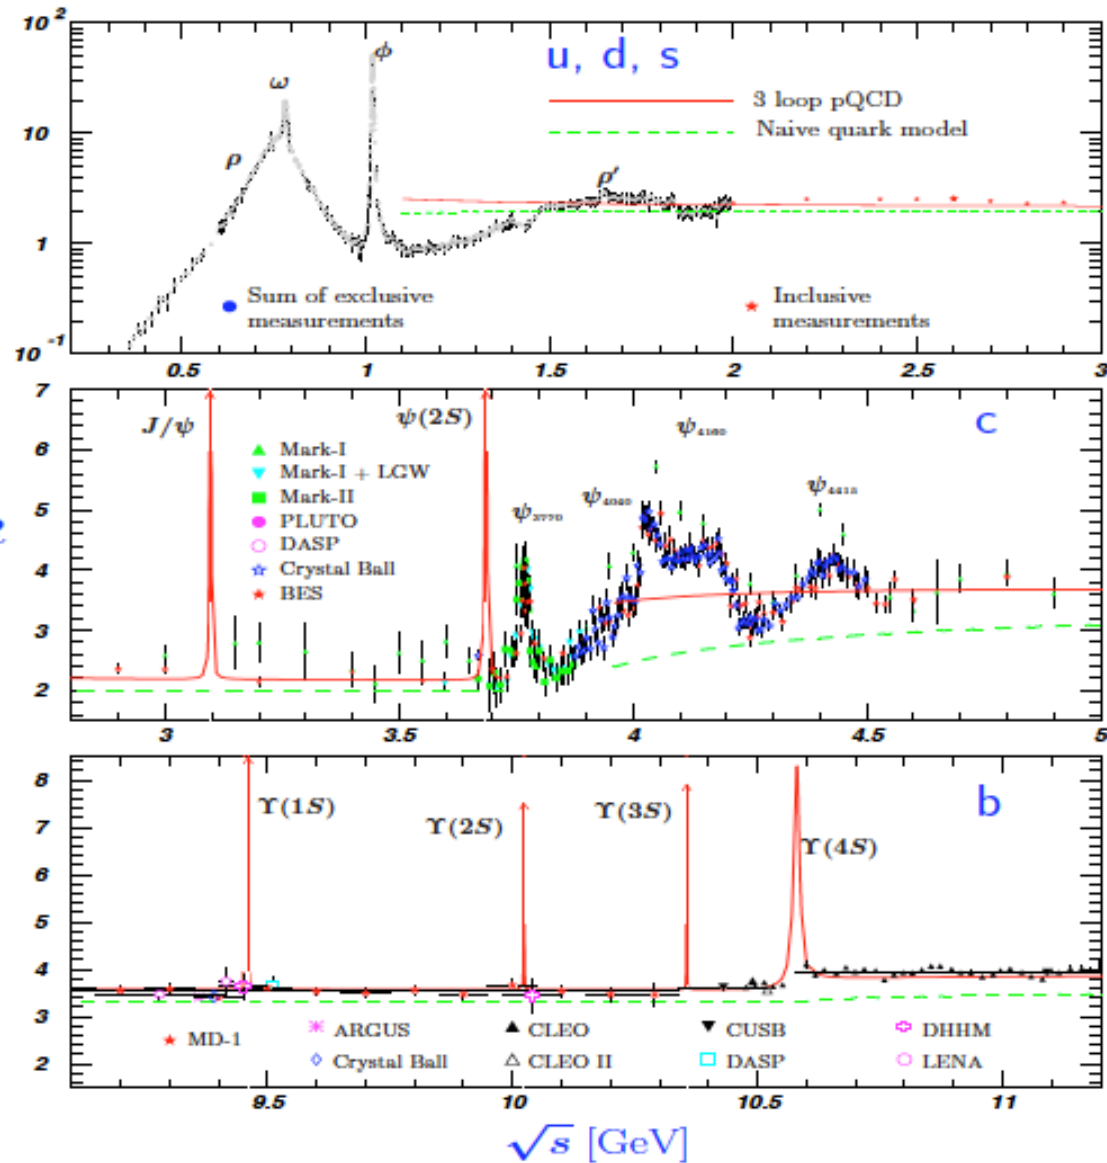 10 ²
ϕ
u, d, s
ω
3 loop pQCD
10
Naive quark model
ρ
ρ′
1
Sum of exclusive
measurements
Inclusive
measurements
10 -1
0.5 1 1.5 2 2.5 3
7
J/ψ ψ(2S) ψ₄₁₆₀ c
Mark-I
6
Mark-I + LGW
Mark-II
ψ₃₇₇₀ ψ₄₀₄₀ ψ₄₄₁₅
5
PLUTO
DASP
Crystal Ball
4
BES
3
2
3 3.5 4 4.5 5
8
ϒ(1S) ϒ(2S) ϒ(3S) b
7
ϒ(4S)
6
5
4
3
MD-1 ARGUS CLEO CUSB DHHM
Crystal Ball CLEO II DASP LENA
2
9.5 10 10.5 11
√s [GeV]